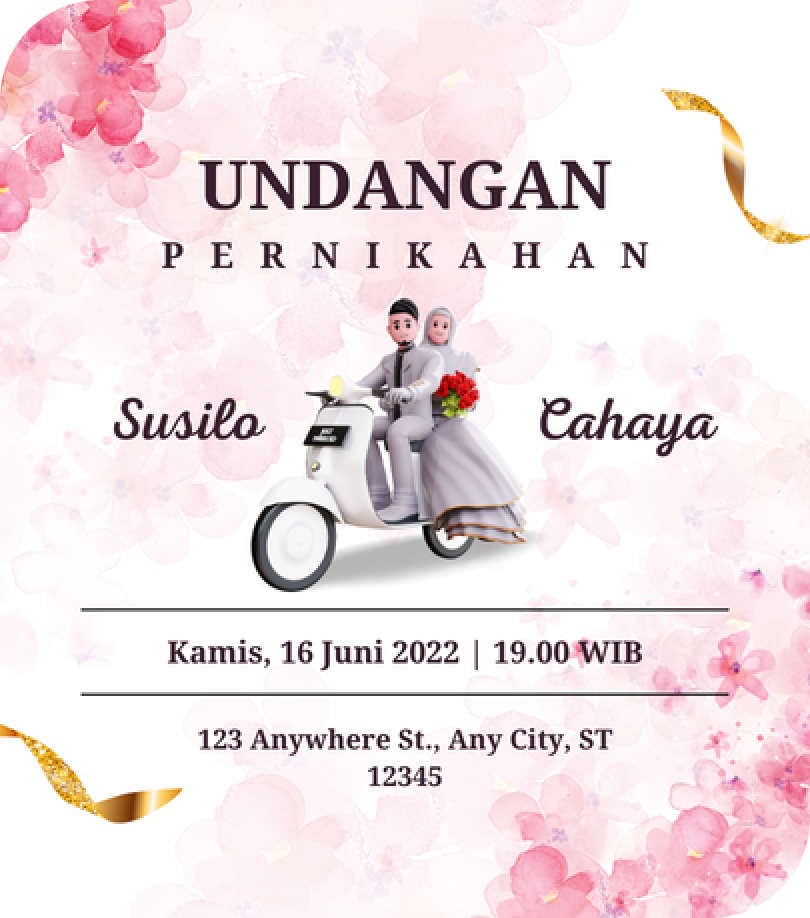 UNDANGAN
PERNIKAHAN
Susilo
Cahaya
Kamis, 16 Juni 2022 | 19.00 WIB
123 Anywhere St., Any City, ST
12345